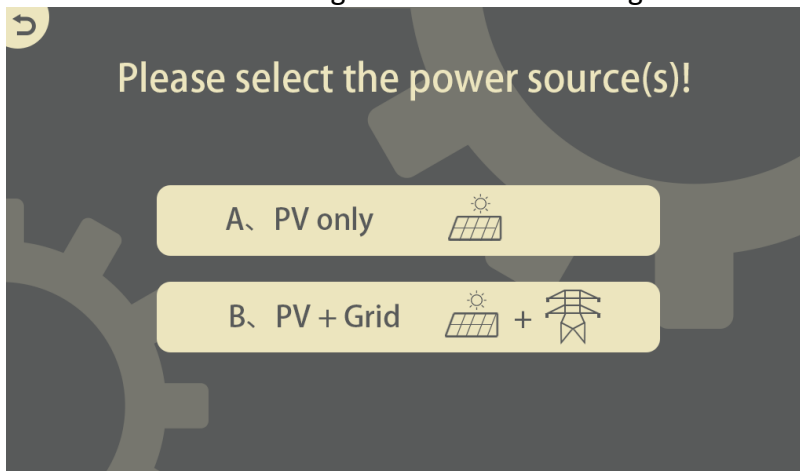 Please select the power source(s)!
A、PV only
B、PV + Grid
+